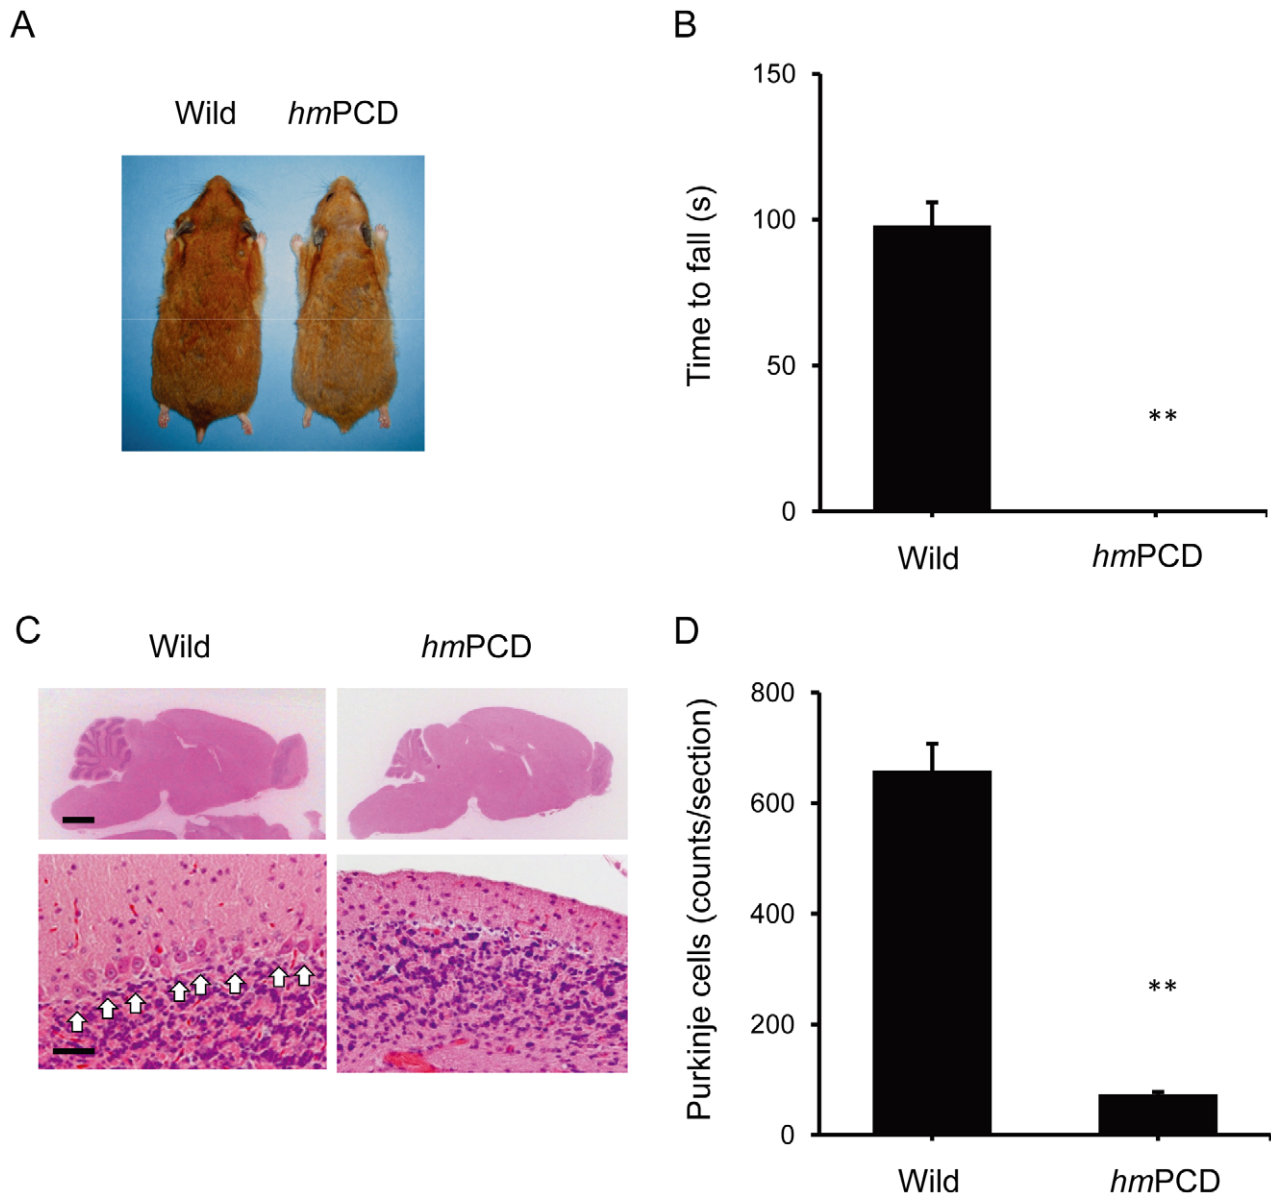 A
Wild hmPCD
B
150
100
50
0
Time to fall (s)
**
Wild hmPCD
C
Wild hmPCD
D
800
600
400
200
0
Purkinje cells (counts/section)
**
Wild hmPCD